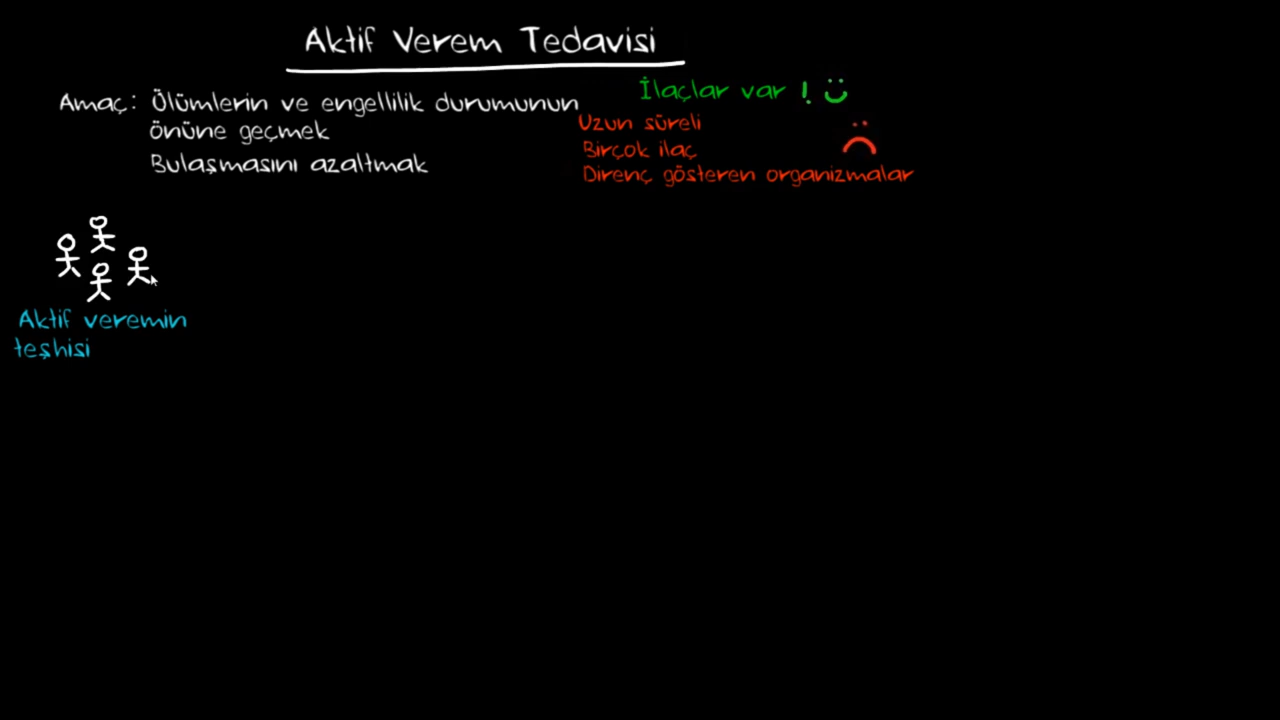 Aktif Verem Tedavisi
Amaç: Ölümlerin ve engellilik durumunun
önüne geçmek
Bulaşmasını azaltmak
İlaçlar var !
Uzun süreli
Birçok ilaç
Direnç gösteren organizmalar
Aktif veremin
teşhisi